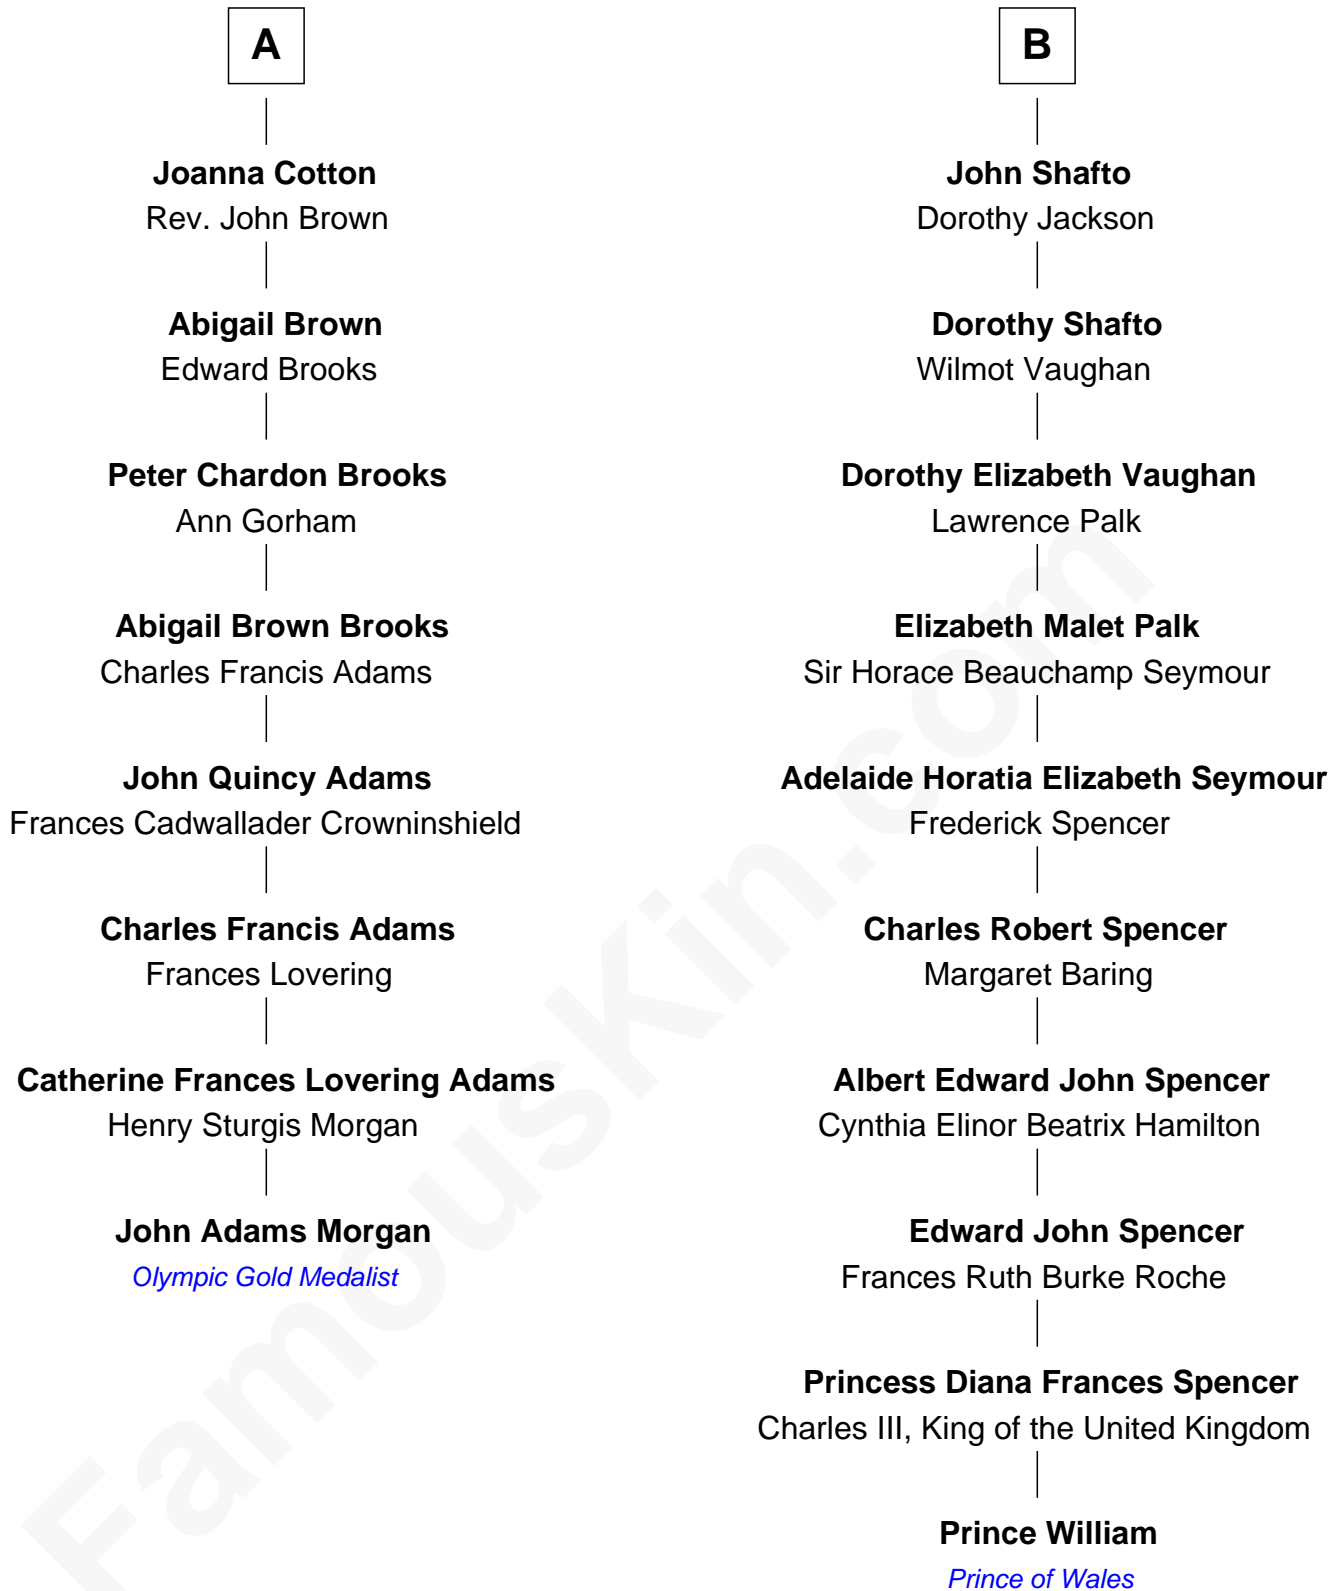 A
Joanna Cotton
Rev. John Brown
Abigail Brown
Edward Brooks
Peter Chardon Brooks
Ann Gorham
Abigail Brown Brooks
Charles Francis Adams
John Quincy Adams
Frances Cadwallader Crowninshield
Charles Francis Adams
Frances Lovering
Catherine Frances Lovering Adams
Henry Sturgis Morgan
John Adams Morgan
Olympic Gold Medalist
B
John Shafto
Dorothy Jackson
Dorothy Shafto
Wilmot Vaughan
Dorothy Elizabeth Vaughan
Lawrence Palk
Elizabeth Malet Palk
Sir Horace Beauchamp Seymour
Adelaide Horatia Elizabeth Seymour
Frederick Spencer
Charles Robert Spencer
Margaret Baring
Albert Edward John Spencer
Cynthia Elinor Beatrix Hamilton
Edward John Spencer
Frances Ruth Burke Roche
Princess Diana Frances Spencer
Charles III, King of the United Kingdom
Prince William
Prince of Wales
FamousKin.com